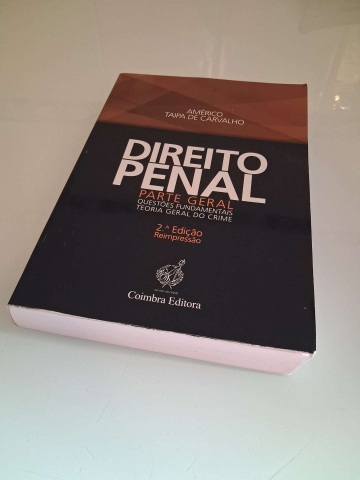 AMÉRICO
TAIPA DE CARVALHO
DIREITO
PENAL
PARTE GERAL
QUESTÕES FUNDAMENTAIS
TEORIA GERAL DO CRIME
2.ª Edição
Reimpressão
Coimbra Editora